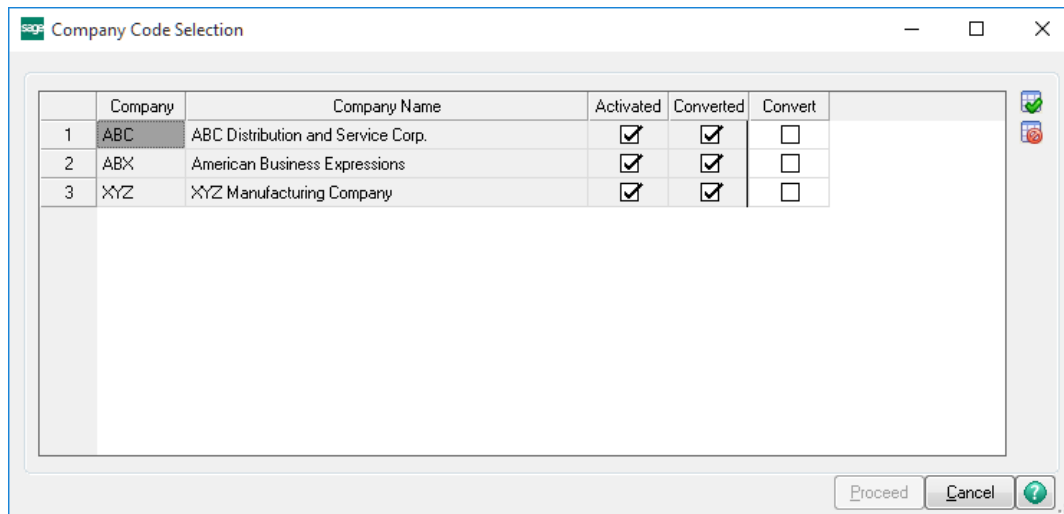 sage Company Code Selection
Company Company Name Activated Converted Convert
1 ABC ABC Distribution and Service Corp.
2 ABX American Business Expressions
3 XYZ XYZ Manufacturing Company
Proceed Cancel ?